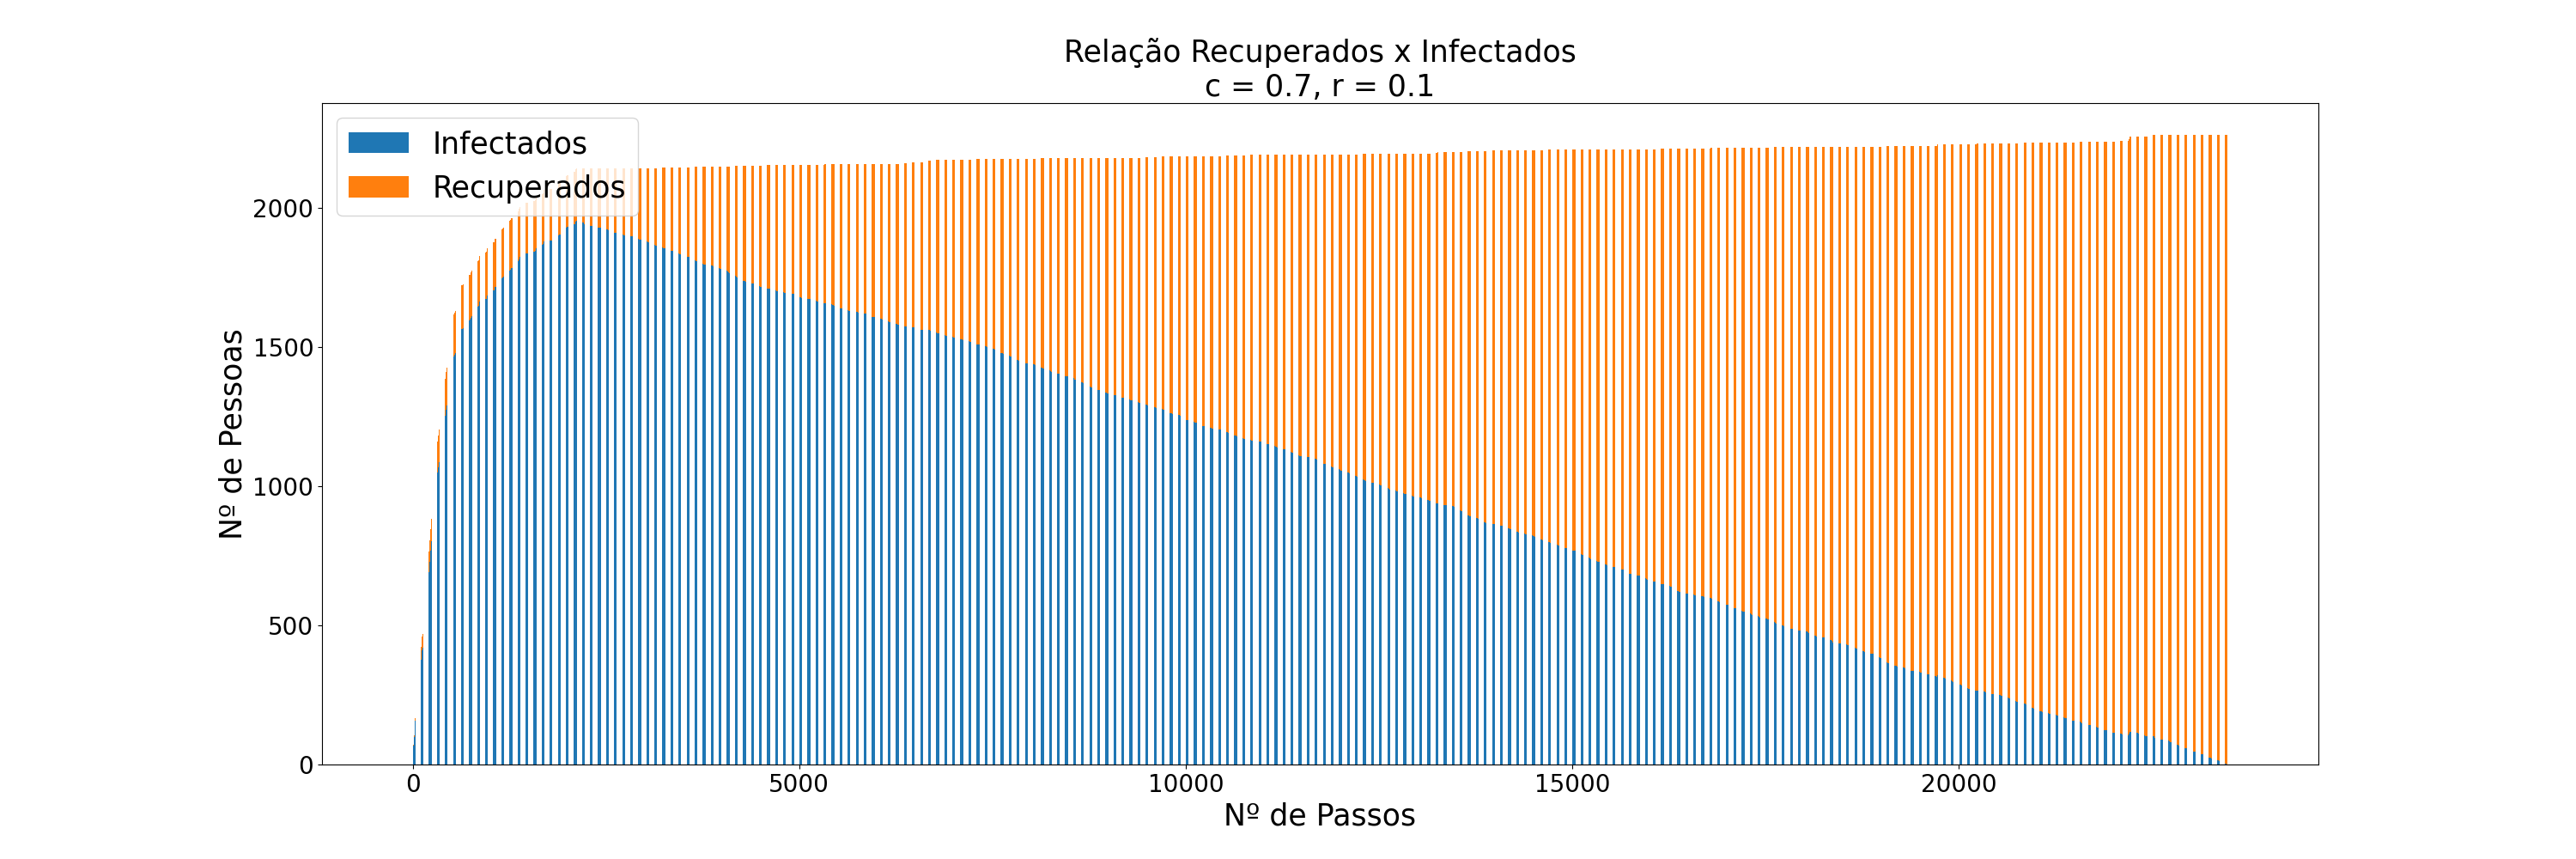 Relação Recuperados x Infectados
c = 0.7, r = 0.1
Infectados
Recuperados
Nº de Pessoas
2000
1500
1000
500
0
0 5000 10000 15000 20000
Nº de Passos